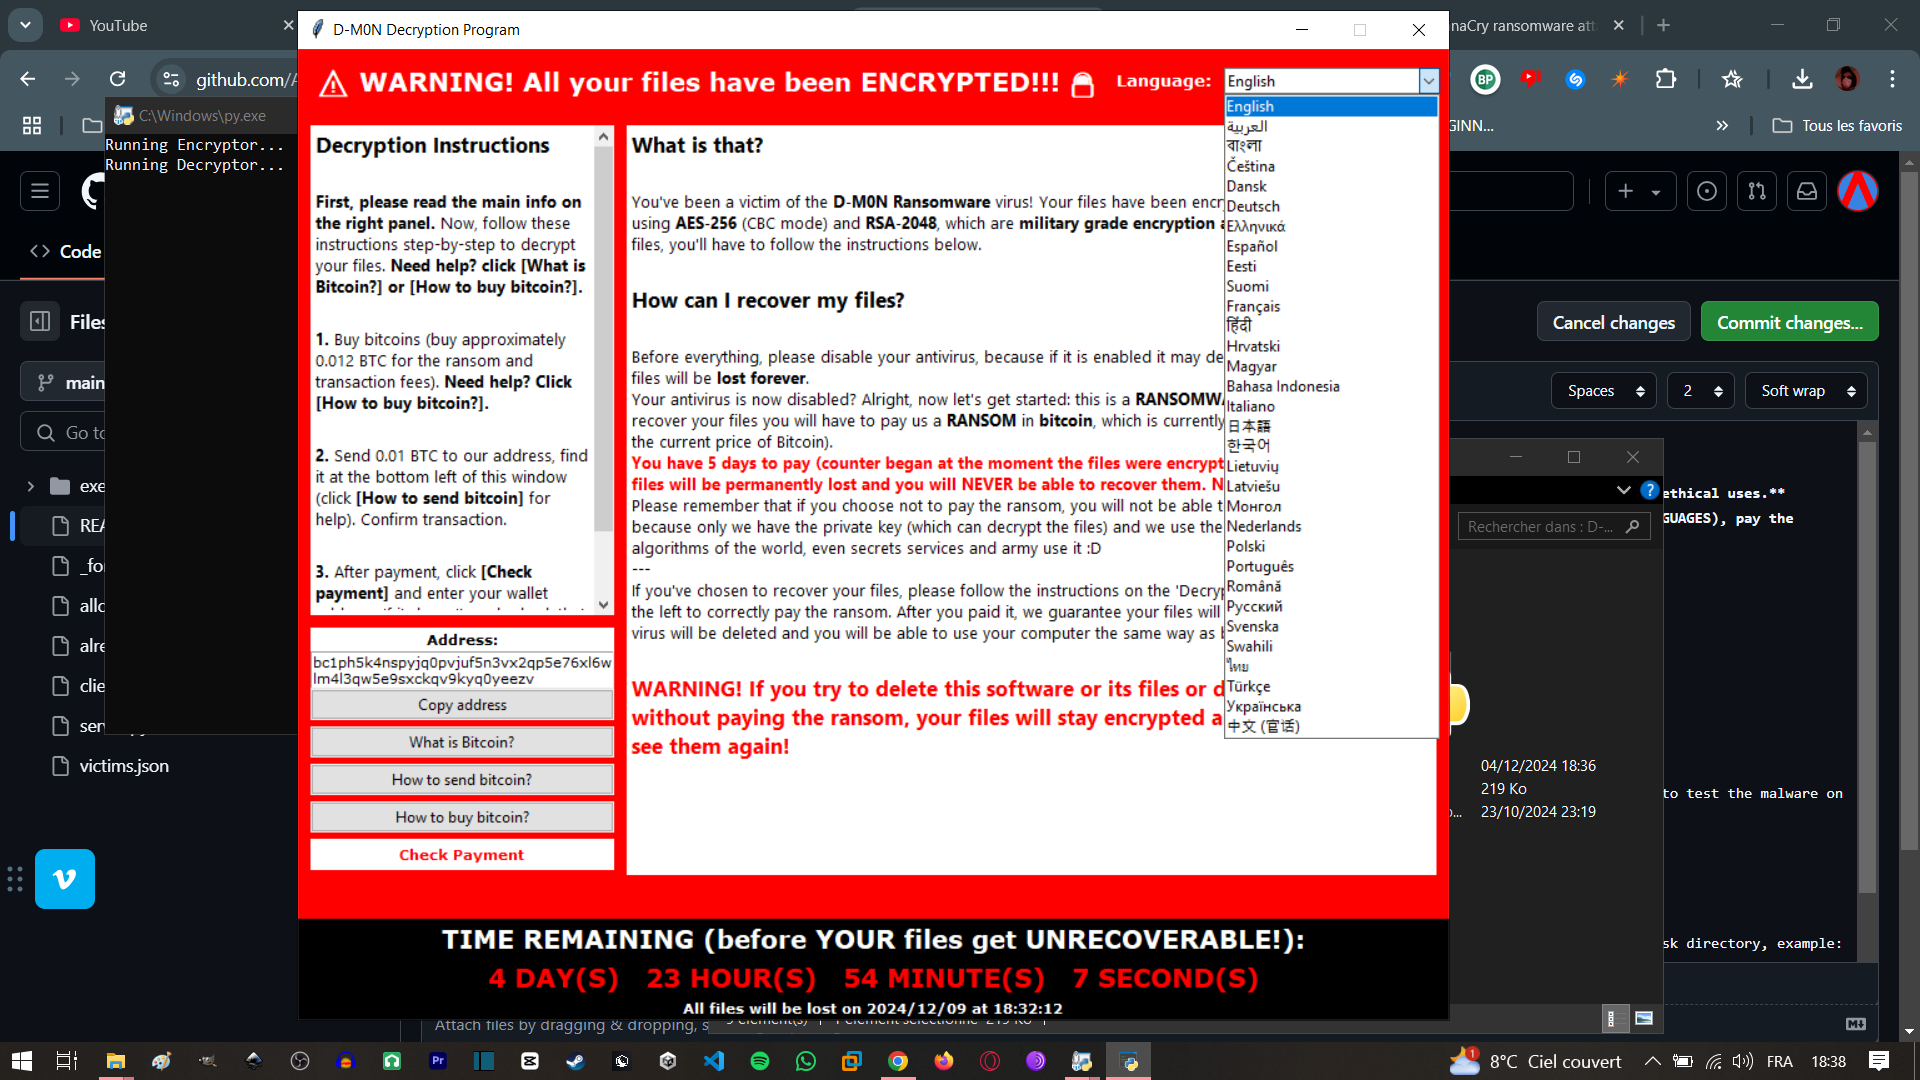 YouTube
D-M0N Decryption Program
naCry ransomware att
github.com/A
C:\Windows\py.exe
Running Encryptor...
Running Decryptor...
WARNING! All your files have been ENCRYPTED!!!
Language:
English
English
العربية
বাংলা
Čeština
Dansk
Deutsch
Ελληνικά
Español
Eesti
Suomi
Français
हिंदी
Hrvatski
Magyar
Bahasa Indonesia
Italiano
日本語
한국어
Lietuvių
Latviešu
Монгол
Nederlands
Polski
Português
Română
Русский
Svenska
Swahili
ไทย
Türkçe
Українська
中文 (官话)
BP
GINN...
Tous les favoris
Code
Files
main
Go to
exe
REA
_fo
allo
alre
clie
ser
victims.json
Decryption Instructions
First, please read the main info on
the right panel. Now, follow these
instructions step-by-step to decrypt
your files. Need help? click [What is
Bitcoin?] or [How to buy bitcoin?].
1. Buy bitcoins (buy approximately
0.012 BTC for the ransom and
transaction fees). Need help? Click
[How to buy bitcoin?].
2. Send 0.01 BTC to our address, find
it at the bottom left of this window
(click [How to send bitcoin] for
help). Confirm transaction.
3. After payment, click [Check
payment] and enter your wallet
Address:
bc1ph5k4nspyjq0pvjuf5n3vx2qp5e76xl6w
lm4l3qw5e9sxckqv9kyq0yeezv
Copy address
What is Bitcoin?
How to send bitcoin?
How to buy bitcoin?
Check Payment
What is that?
You've been a victim of the D-M0N Ransomware virus! Your files have been encr
using AES-256 (CBC mode) and RSA-2048, which are military grade encryption a
files, you'll have to follow the instructions below.
How can I recover my files?
Before everything, please disable your antivirus, because if it is enabled it may de
files will be lost forever.
Your antivirus is now disabled? Alright, now let's get started: this is a RANSOMWA
recover your files you will have to pay us a RANSOM in bitcoin, which is currently
the current price of Bitcoin).
You have 5 days to pay (counter began at the moment the files were encrypt
files will be permanently lost and you will NEVER be able to recover them. N
Please remember that if you choose not to pay the ransom, you will not be able t
because only we have the private key (which can decrypt the files) and we use the
algorithms of the world, even secrets services and army use it :D
---
If you've chosen to recover your files, please follow the instructions on the 'Decryp
the left to correctly pay the ransom. After you paid it, we guarantee your files will
virus will be deleted and you will be able to use your computer the same way as b
WARNING! If you try to delete this software or its files or d
without paying the ransom, your files will stay encrypted a
see them again!
TIME REMAINING (before YOUR files get UNRECOVERABLE!):
4 DAY(S) 23 HOUR(S) 54 MINUTE(S) 7 SECOND(S)
All files will be lost on 2024/12/09 at 18:32:12
Cancel changes
Commit changes...
Spaces
2
Soft wrap
ethical uses.**
GUAGES), pay the
Rechercher dans : D-...
04/12/2024 18:36
219 Ko
23/10/2024 23:19
to test the malware on
sk directory, example:
Attach files by dragging & dropping, s
8°C Ciel couvert
FRA
18:38